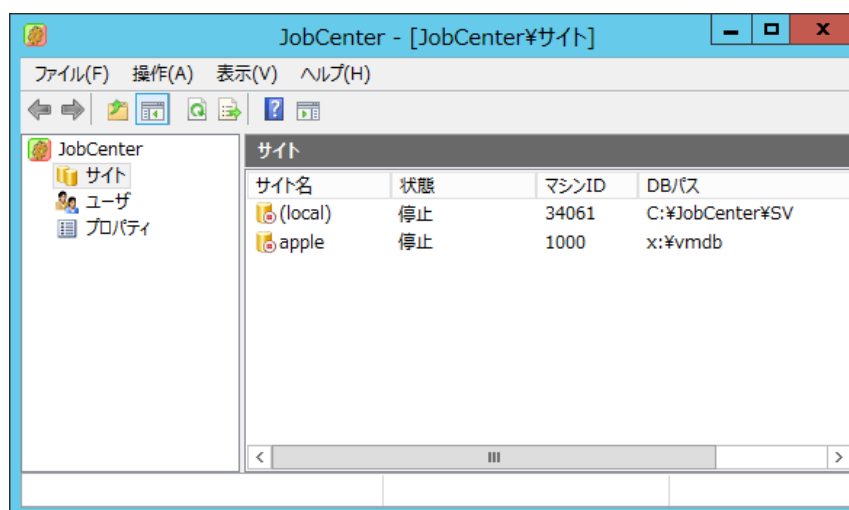 JobCenter - [JobCenter¥サイト]
ファイル(F) 操作(A) 表示(V) ヘルプ(H)
JobCenter
サイト
ユーザ
プロパティ
サイト
サイト名 状態 マシンID DBパス
(local) 停止 34061 C:¥JobCenter¥SV
apple 停止 1000 x:¥vmdb